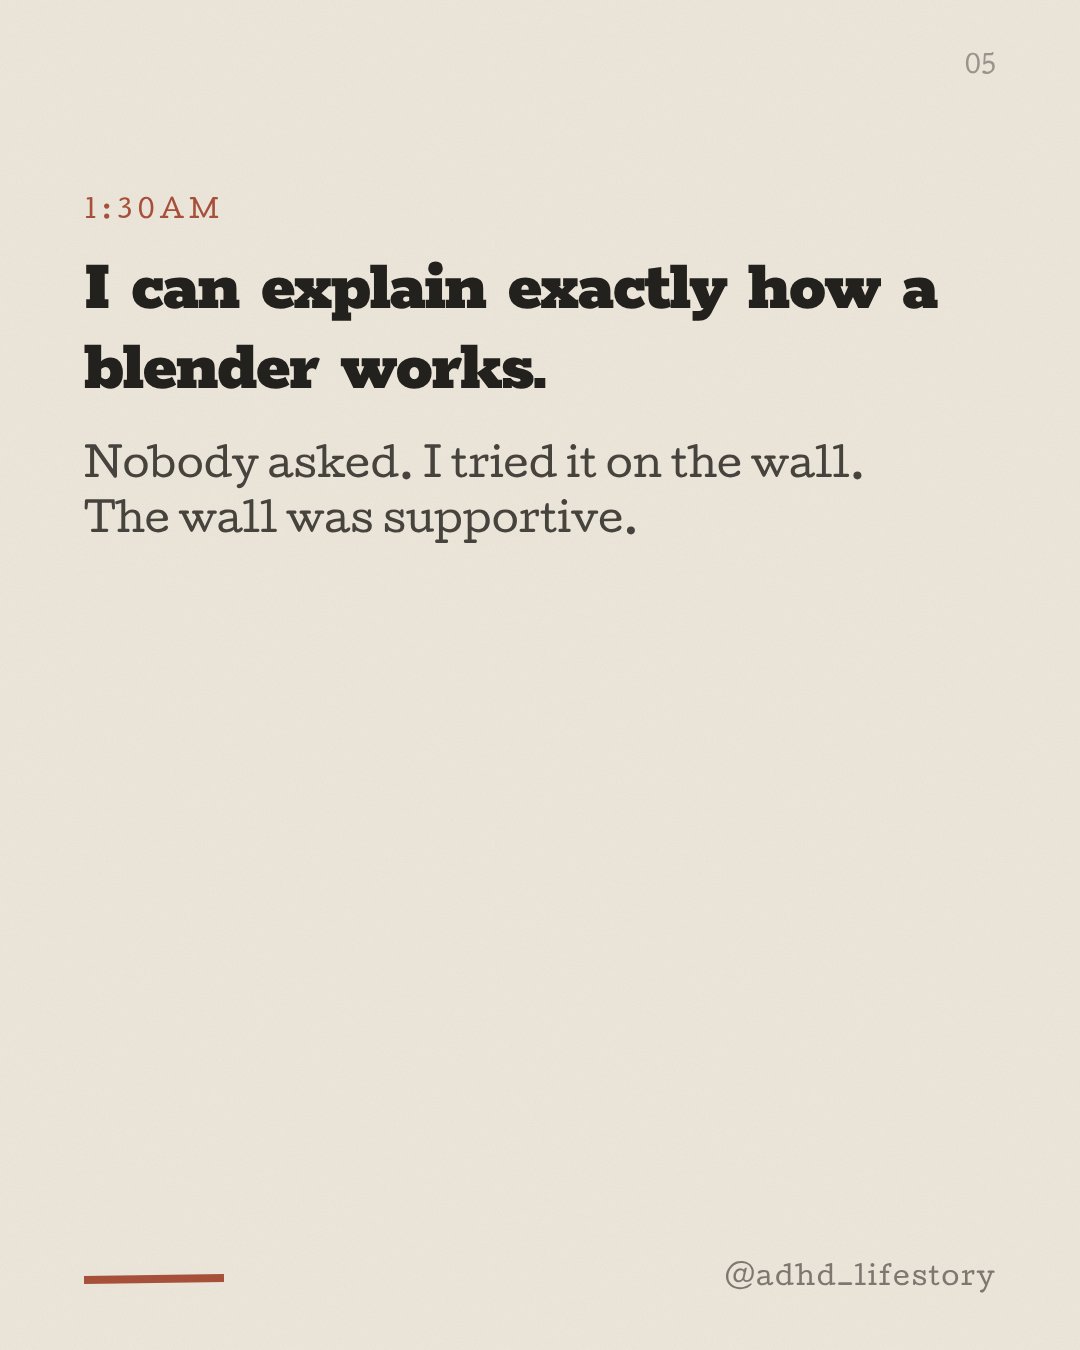 05
1:30AM
I can explain exactly how a
blender works.
Nobody asked. I tried it on the wall.
The wall was supportive.
@adhd_lifestory